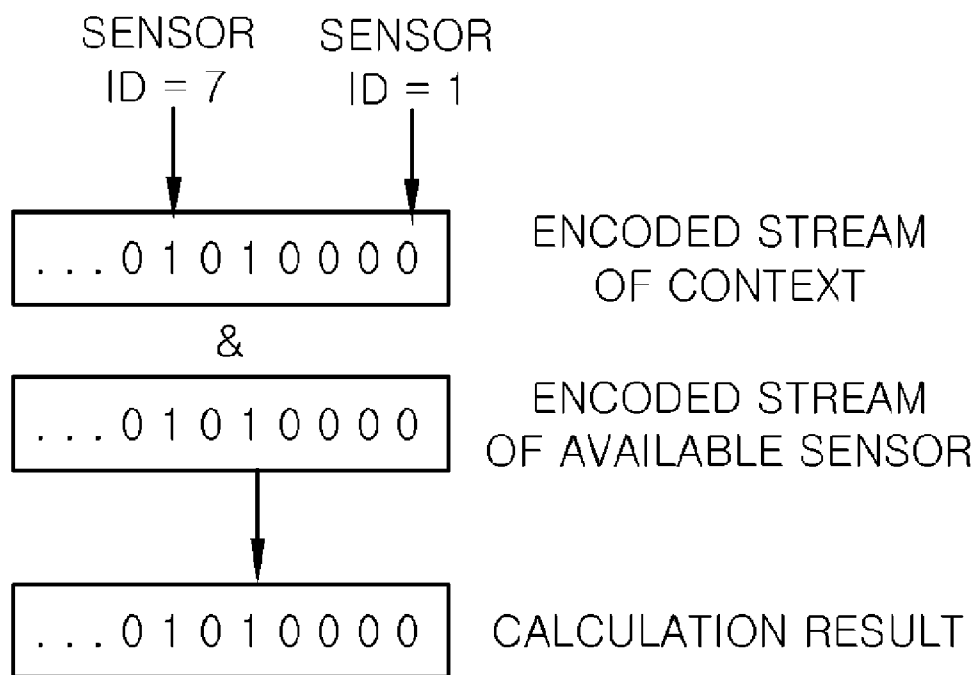 SENSOR SENSOR
ID = 7 ID = 1
...01010000 ENCODED STREAM
OF CONTEXT
&
...01010000 ENCODED STREAM
OF AVAILABLE SENSOR
...01010000 CALCULATION RESULT